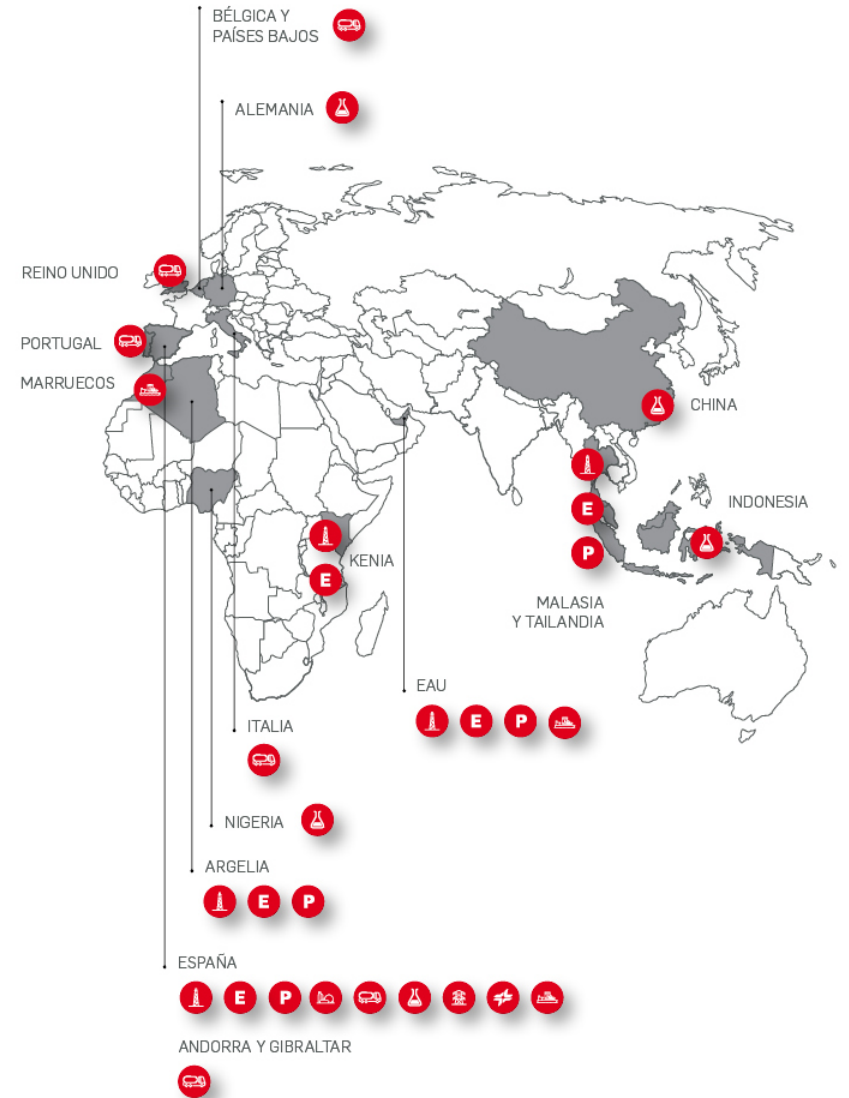 BÉLGICA Y
PAÍSES BAJOS
ALEMANIA
REINO UNIDO
PORTUGAL
MARRUECOS
CHINA
INDONESIA
KENIA
E
E
P
MALASIA
Y TAILANDIA
E
EAU
E P
ITALIA
NIGERIA
ARGELIA
E P
ESPAÑA
E P
ANDORRA Y GIBRALTAR